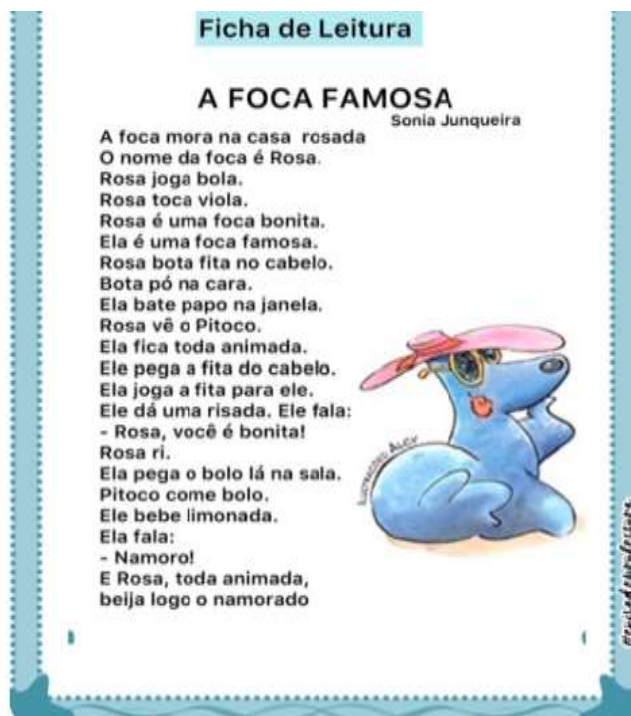 Ficha de Leitura
A FOCA FAMOSA
Sonia Junqueira
A foca mora na casa rosada
O nome da foca é Rosa.
Rosa joga bola.
Rosa toca viola.
Rosa é uma foca bonita.
Ela é uma foca famosa.
Rosa bota fita no cabelo.
Bota pó na cara.
Ela bate papo na janela.
Rosa vê o Pitoco.
Ela fica toda animada.
Ele pega a fita do cabelo.
Ela joga a fita para ele.
Ele dá uma risada. Ele fala:
- Rosa, você é bonita!
Rosa ri.
Ela pega o bolo lá na sala.
Pitoco come bolo.
Ele bebe limonada.
Ela fala:
- Namoro!
E Rosa, toda animada,
beija logo o namorado